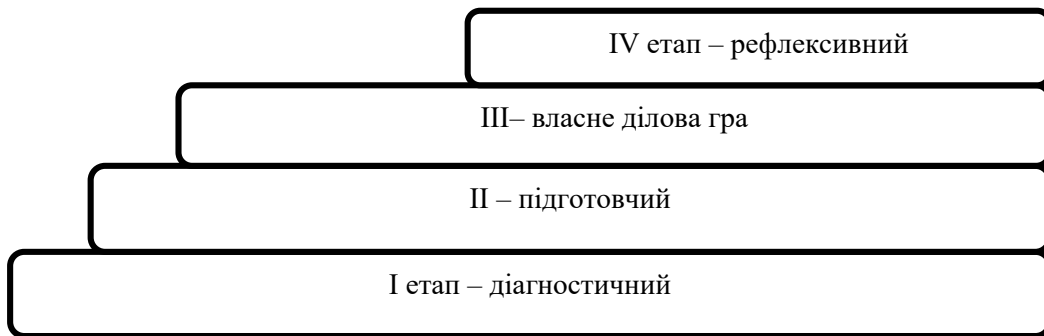 IV етап – рефлексивний
III– власне ділова гра
II – підготовчий
I етап – діагностичний